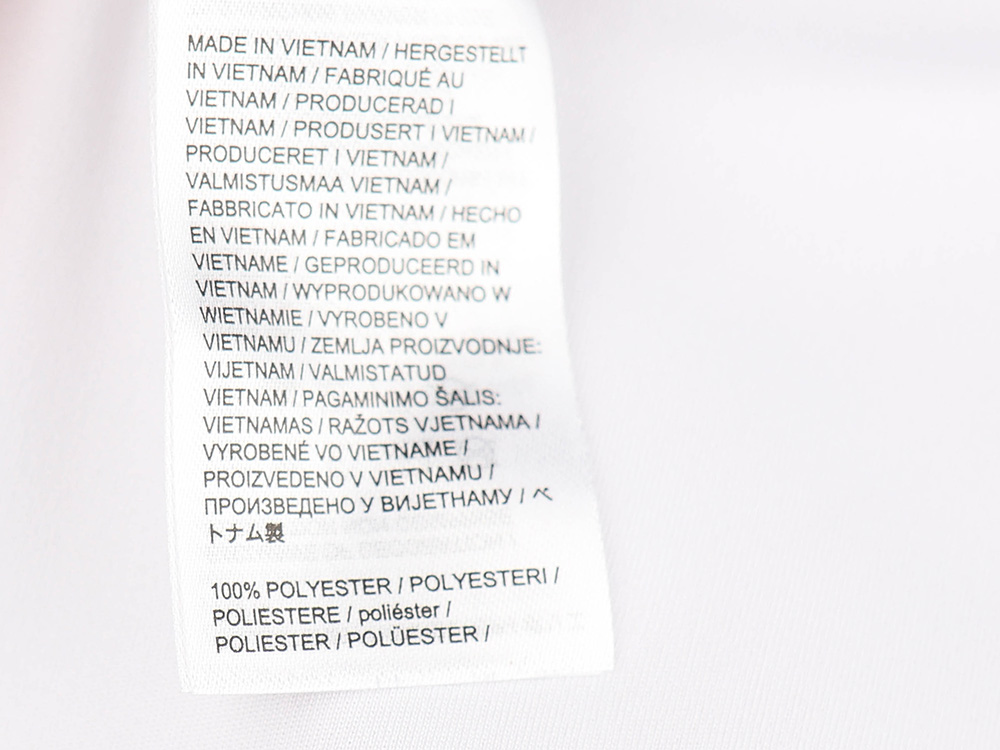 MADE IN VIETNAM / HERGESTELLT
IN VIETNAM / FABRIQUÉ AU
VIETNAM / PRODUCERAD I
VIETNAM / PRODUSERT I VIETNAM /
PRODUCERET I VIETNAM /
VALMISTUSMAA VIETNAM /
FABBRICATO IN VIETNAM / HECHO
EN VIETNAM / FABRICADO EM
VIETNAME / GEPRODUCEERD IN
VIETNAM / WYPRODUKOWANO W
WIETNAMIE / VYROBENO V
VIETNAMU / ZEMLJA PROIZVODNJE:
VIJETNAM / VALMISTATUD
VIETNAM / PAGAMINIMO ŠALIS:
VIETNAMAS / RAŽOTS VJETNAMA /
VYROBENÉ VO VIETNAME /
PROIZVEDENO V VIETNAMU /
ПРОИЗВЕДЕНО У ВИЈЕТНАМУ / ベ
トナム製
100% POLYESTER / POLYESTERI /
POLIESTERE / poliéster /
POLIESTER / POLÜESTER /